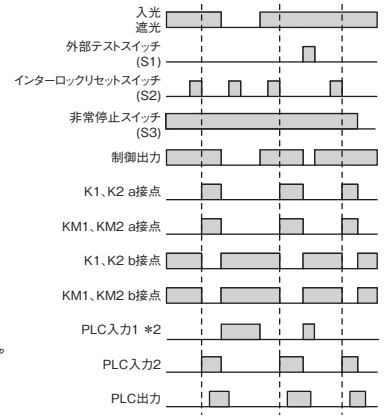 入光
遮光
外部テストスイッチ
(S1)
インターロックリセットスイッチ
(S2)
非常停止スイッチ
(S3)
制御出力
K1、K2 a接点
KM1、KM2 a接点
K1、K2 b接点
KM1、KM2 b接点
PLC入力1 *2
。
PLC入力2
PLC出力